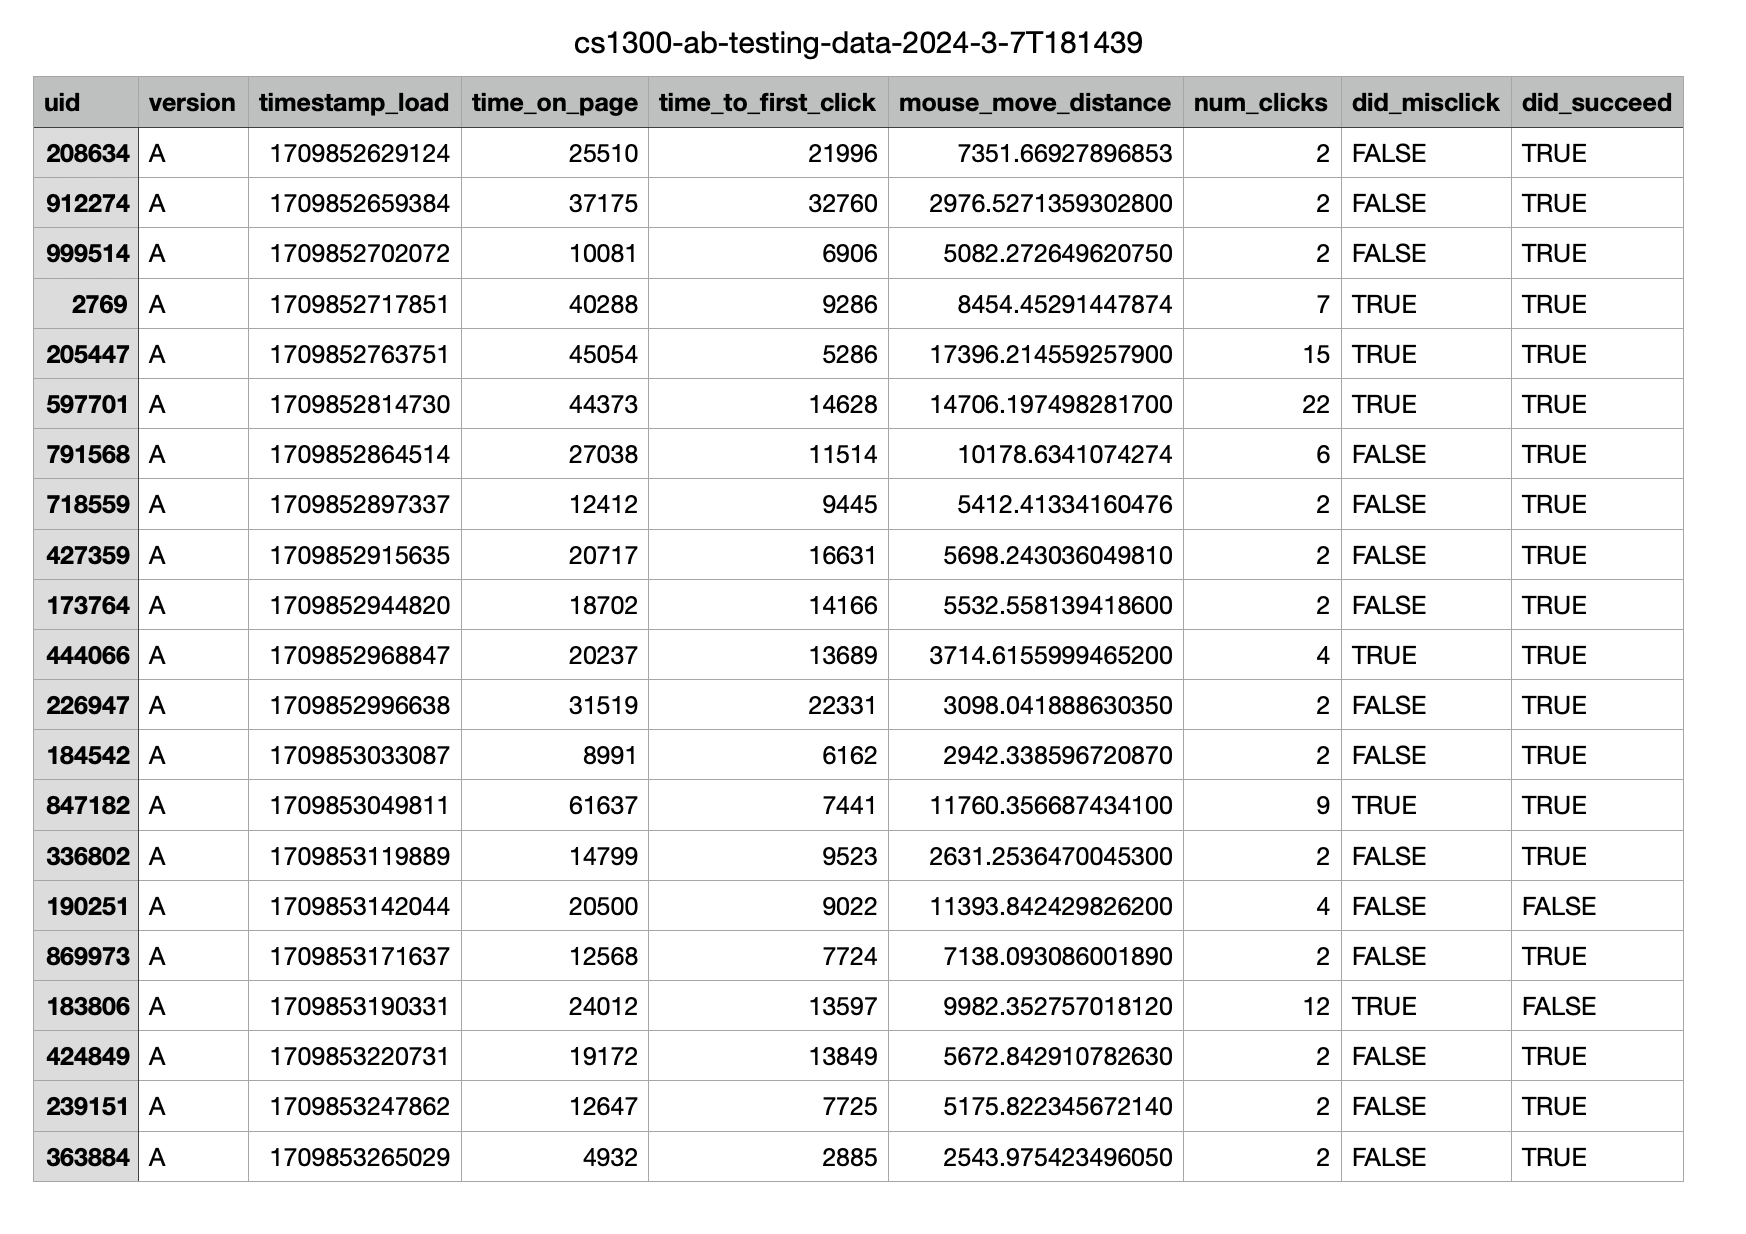 cs1300-ab-testing-data-2024-3-7T181439
uid version timestamp_load time_on_page time_to_first_click mouse_move_distance num_clicks did_misclick did_succeed
208634 A 1709852629124 25510 21996 7351.66927896853 2 FALSE TRUE
912274 A 1709852659384 37175 32760 2976.5271359302800 2 FALSE TRUE
999514 A 1709852702072 10081 6906 5082.272649620750 2 FALSE TRUE
2769 A 1709852717851 40288 9286 8454.45291447874 7 TRUE TRUE
205447 A 1709852763751 45054 5286 17396.214559257900 15 TRUE TRUE
597701 A 1709852814730 44373 14628 14706.197498281700 22 TRUE TRUE
791568 A 1709852864514 27038 11514 10178.6341074274 6 FALSE TRUE
718559 A 1709852897337 12412 9445 5412.41334160476 2 FALSE TRUE
427359 A 1709852915635 20717 16631 5698.243036049810 2 FALSE TRUE
173764 A 1709852944820 18702 14166 5532.558139418600 2 FALSE TRUE
444066 A 1709852968847 20237 13689 3714.6155999465200 4 TRUE TRUE
226947 A 1709852996638 31519 22331 3098.041888630350 2 FALSE TRUE
184542 A 1709853033087 8991 6162 2942.338596720870 2 FALSE TRUE
847182 A 1709853049811 61637 7441 11760.356687434100 9 TRUE TRUE
336802 A 1709853119889 14799 9523 2631.2536470045300 2 FALSE TRUE
190251 A 1709853142044 20500 9022 11393.842429826200 4 FALSE FALSE
869973 A 1709853171637 12568 7724 7138.093086001890 2 FALSE TRUE
183806 A 1709853190331 24012 13597 9982.352757018120 12 TRUE FALSE
424849 A 1709853220731 19172 13849 5672.842910782630 2 FALSE TRUE
239151 A 1709853247862 12647 7725 5175.822345672140 2 FALSE TRUE
363884 A 1709853265029 4932 2885 2543.975423496050 2 FALSE TRUE